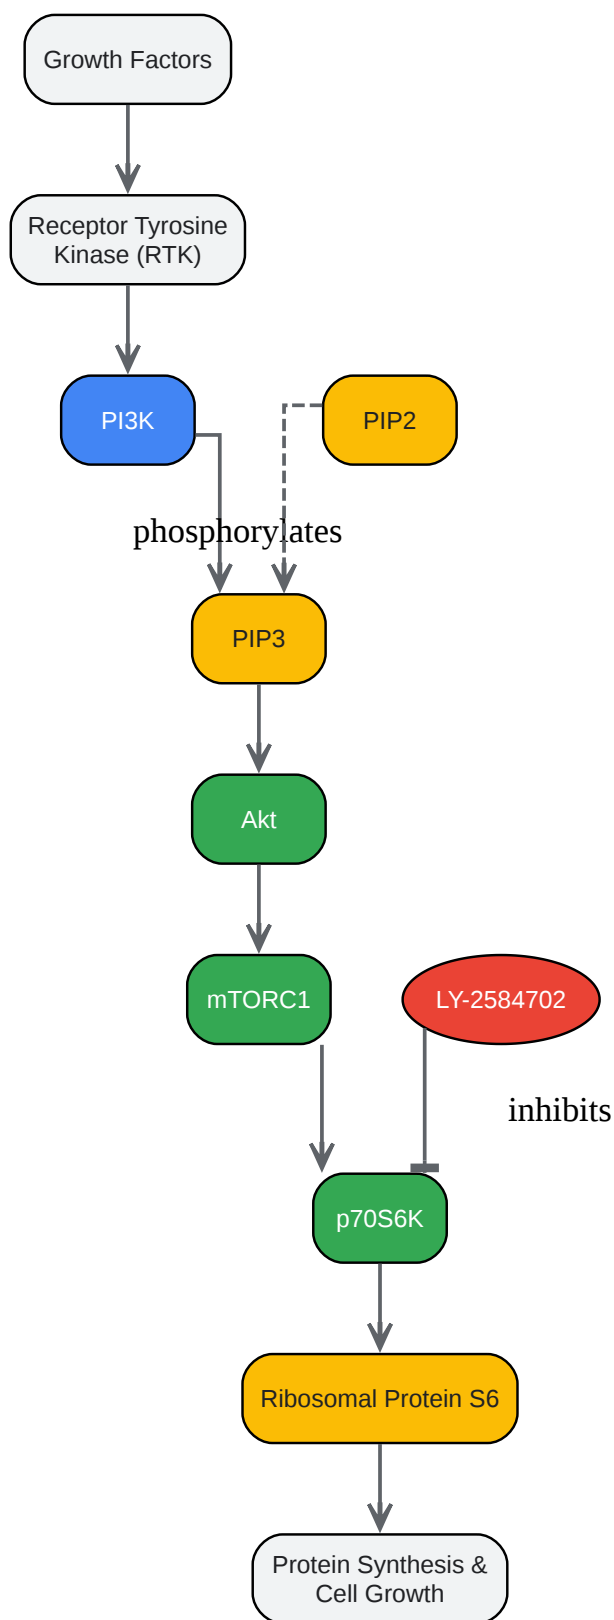 Growth Factors
Receptor Tyrosine
Kinase (RTK)
PI3K
PIP2
phosphorylates
PIP3
Akt
mTORC1
LY-2584702
inhibits
p70S6K
Ribosomal Protein S6
Protein Synthesis &
Cell Growth